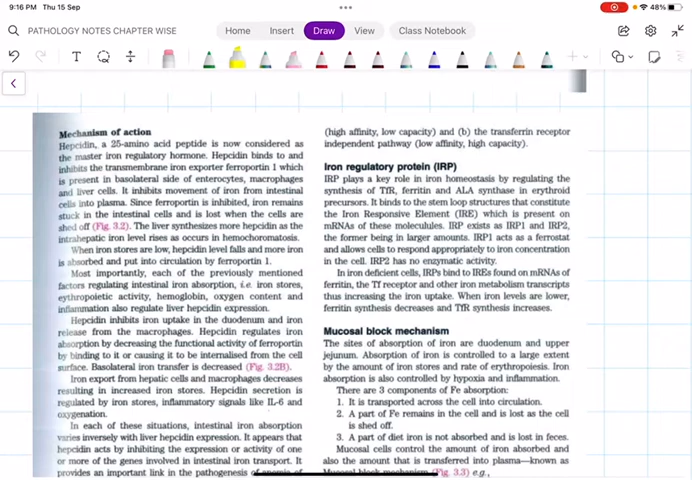 9:16 PM Thu 15 Sep
48%
PATHOLOGY NOTES CHAPTER WISE
Home Insert Draw View Class Notebook
Mechanism of action
Hepcidin, a 25-amino acid peptide is now considered as
the master iron regulatory hormone. Hepcidin binds to and
inhibits the transmembrane iron exporter ferroportin 1 which
is present in basolateral side of enterocytes, macrophages
and liver cells. It inhibits movement of iron from intestinal
cells into plasma. Since ferroportin is inhibited, iron remains
stuck in the intestinal cells and is lost when the cells are
shed off (Fig. 3.2). The liver synthesizes more hepcidin as the
intrahepatic iron level rises as occurs in hemochoromatosis.
When iron stores are low, hepcidin level falls and more iron
is absorbed and put into circulation by ferroportin 1.
Most importantly, each of the previously mentioned
factors regulating intestinal iron absorption, i.e. iron stores,
eythropoietic activity, hemoglobin, oxygen content and
inflammation also regulate liver hepcidin expression.
Hepcidin inhibits iron uptake in the duodenum and iron
release from the macrophages. Hepcidin regulates iron
absorption by decreasing the functional activity of ferroportin
by binding to it or causing it to be internalised from the cell
surface. Basolateral iron transfer is decreased (Fig. 3.2B).
Iron export from hepatic cells and macrophages decreases
resulting in increased iron stores. Hepcidin secretion is
regulated by iron stores, inflammatory signals like IL-6 and
oxygenation.
In each of these situations, intestinal iron absorption
varies inversely with liver hepcidin expression. It appears that
hepcidin acts by inhibiting the expression or activity of one
or more of the genes involved in intestinal iron transport. It
provides an important link in the pathogenesis of anemia of
(high affinity, low capacity) and (b) the transferrin receptor
independent pathway (low affinity, high capacity).
Iron regulatory protein (IRP)
IRP plays a key role in iron homeostasis by regulating the
synthesis of TfR, ferritin and ALA synthase in erythroid
precursors. It binds to the stem loop structures that constitute
the Iron Responsive Element (IRE) which is present on
mRNAs of these moleculules. IRP exists as IRP1 and IRP2,
the former being in larger amounts. IRP1 acts as a ferrostat
and allows cells to respond appropriately to iron concentration
in the cell. IRP2 has no enzymatic activity.
In iron deficient cells, IRPs bind to IREs found on mRNAs of
ferritin, the Tf receptor and other iron metabolism transcripts
thus increasing the iron uptake. When iron levels are lower,
ferritin synthesis decreases and TfR synthesis increases.
Mucosal block mechanism
The sites of absorption of iron are duodenum and upper
jejunum. Absorption of iron is controlled to a large extent
by the amount of iron stores and rate of erythropoiesis. Iron
absorption is also controlled by hypoxia and inflammation.
There are 3 components of Fe absorption:
1. It is transported across the cell into circulation.
2. A part of Fe remains in the cell and is lost as the cell
is shed off.
3. A part of diet iron is not absorbed and is lost in feces.
Mucosal cells control the amount of iron absorbed and
also the amount that is transferred into plasma—known as
Mucosal block mechanism (Fig. 3.3) e.g.,